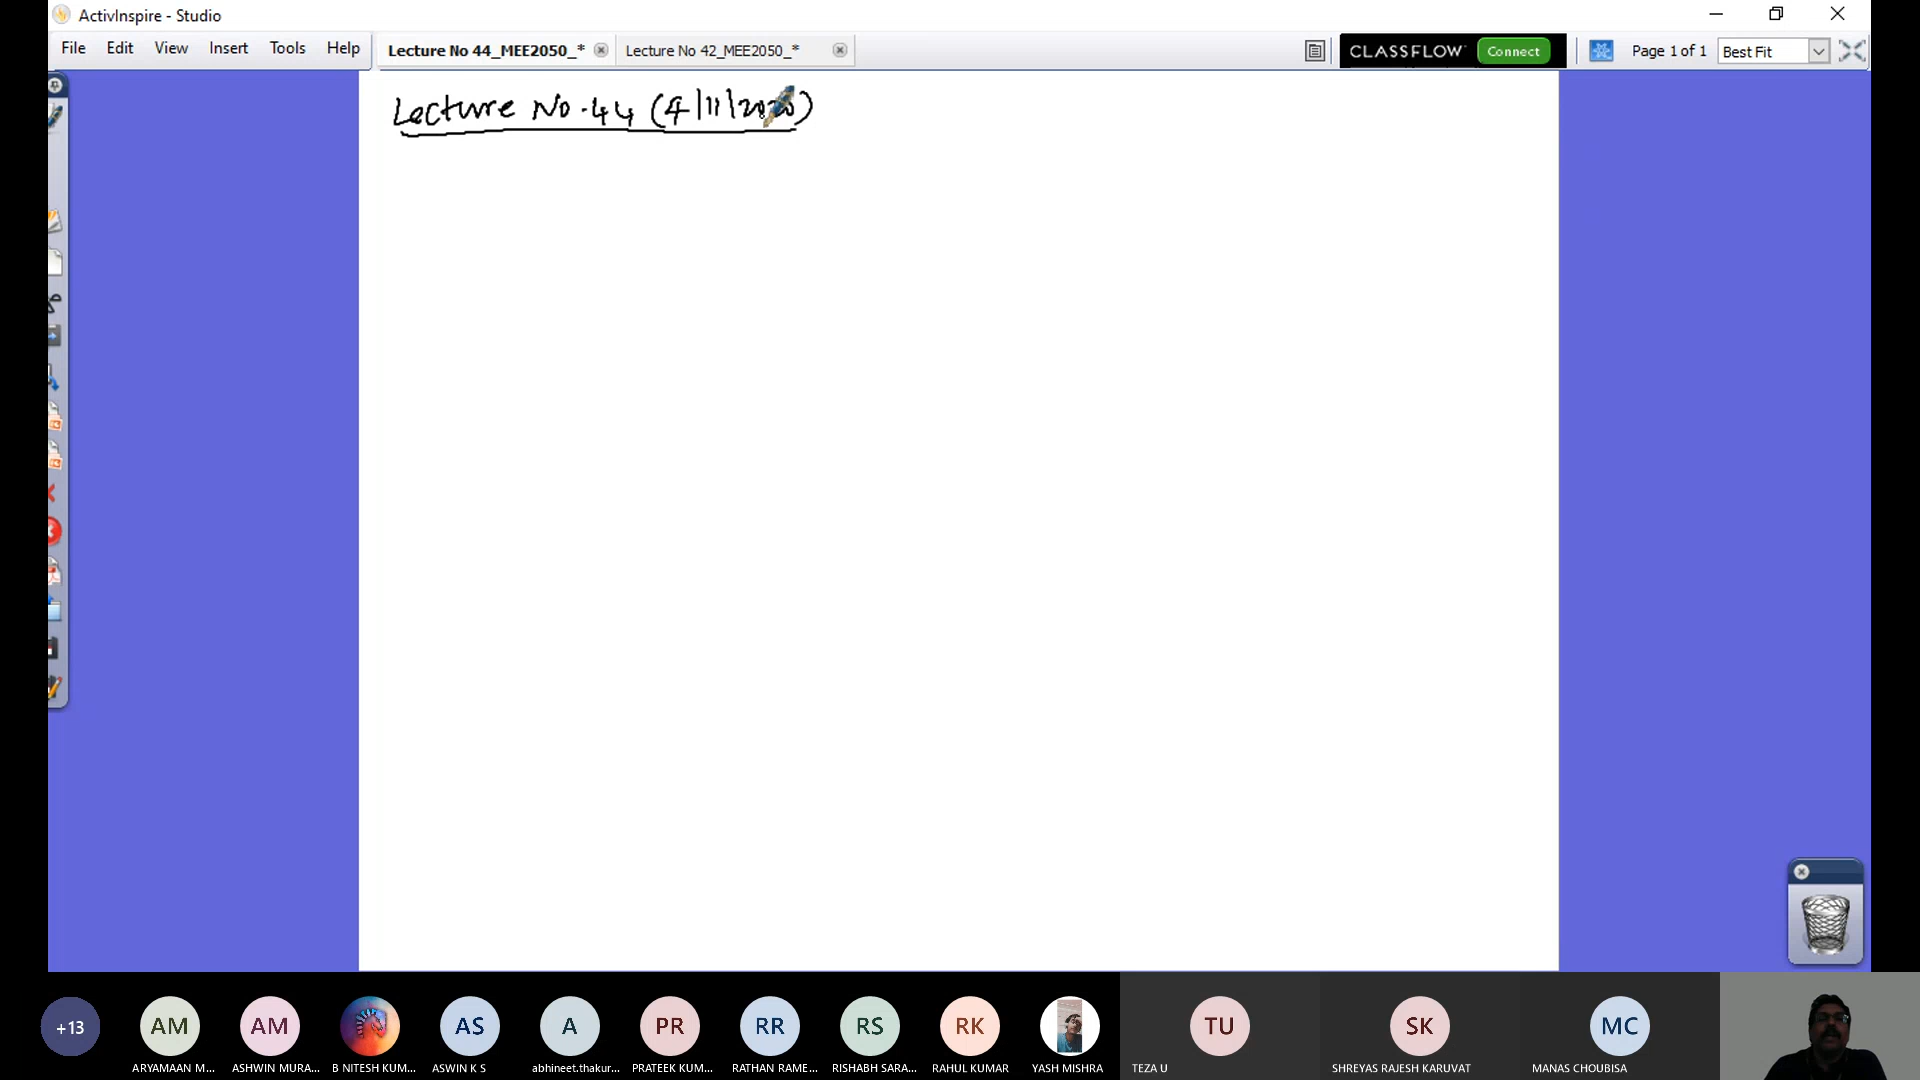 ActivInspire - Studio
File Edit View Insert Tools Help Lecture No 44_MEE2050_* Lecture No 42_MEE2050_* CLASSFLOW Connect Page 1 of 1 Best Fit
Lecture No. 44 (4/11/2020)
+13 AM AM AS A PR RR RS RK TU SK MC
ARYAMAAN M... ASHWIN MURA... B NITESH KUM... ASWIN K S abhineet.thakur... PRATEEK KUM... RATHAN RAME... RISHABH SARA... RAHUL KUMAR YASH MISHRA TEZA U SHREYAS RAJESH KARUVAT MANAS CHOUBISA